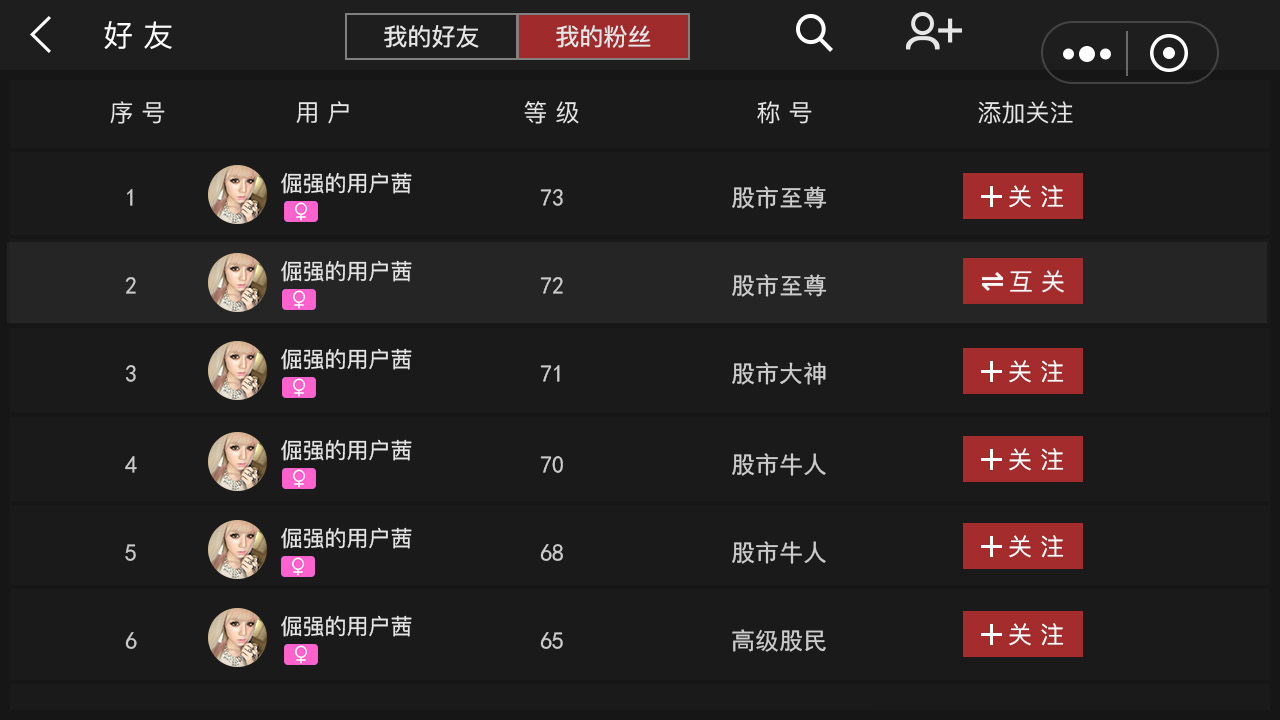 好友 我的好友 我的粉丝
序号 用户 等级 称号 添加关注
1 倔强的用户茜 73 股市至尊 +关注
2 倔强的用户茜 72 股市至尊 ⇌互关
3 倔强的用户茜 71 股市大神 +关注
4 倔强的用户茜 70 股市牛人 +关注
5 倔强的用户茜 68 股市牛人 +关注
6 倔强的用户茜 65 高级股民 +关注